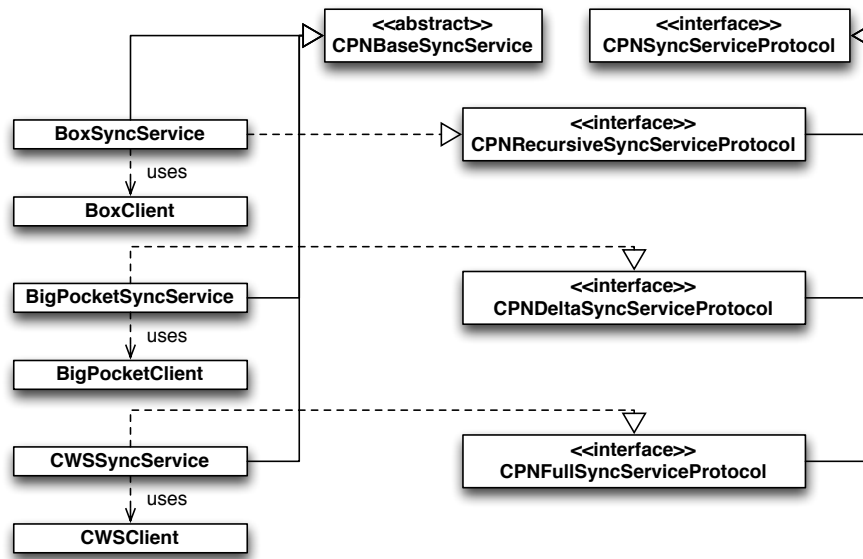 <<abstract>>
CPNBaseSyncService
<<interface>>
CPNSyncServiceProtocol
BoxSyncService
<<interface>>
CPNRecursiveSyncServiceProtocol
uses
BoxClient
BigPocketSyncService
<<interface>>
CPNDeltaSyncServiceProtocol
uses
BigPocketClient
CWSSyncService
<<interface>>
CPNFullSyncServiceProtocol
uses
CWSClient